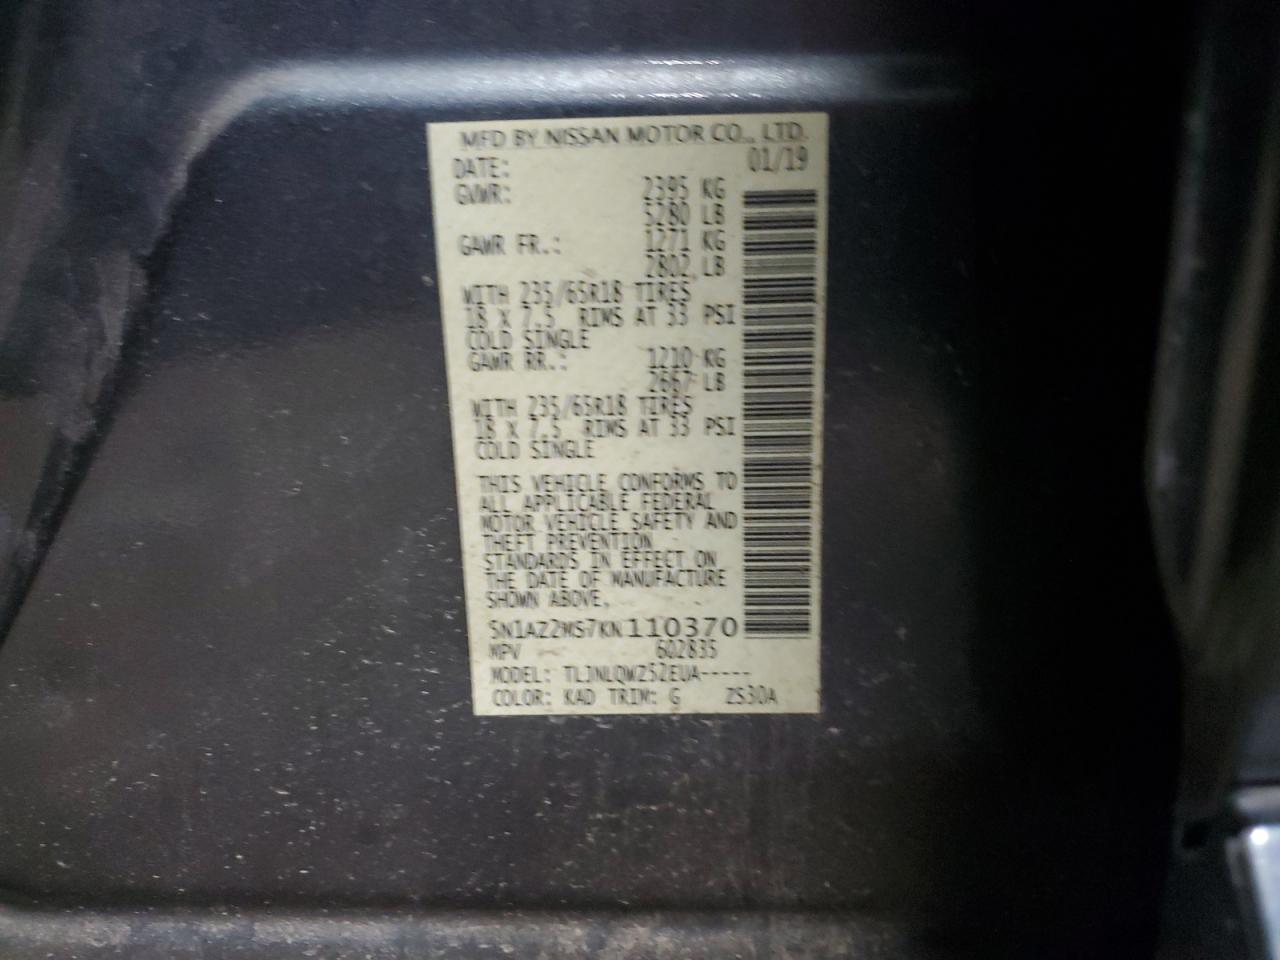 MFD BY NISSAN MOTOR CO., LTD.
DATE: 01/19
GVWR: 2395 KG
5280 LB
GAWR FR.: 1271 KG
2802 LB
WITH 235/65R18 TIRES
18 X 7.5 RIMS AT 33 PSI
COLD SINGLE
GAWR RR.: 1210 KG
2667 LB
WITH 235/65R18 TIRES
18 X 7.5 RIMS AT 33 PSI
COLD SINGLE
THIS VEHICLE CONFORMS TO
ALL APPLICABLE FEDERAL
MOTOR VEHICLE SAFETY AND
THEFT PREVENTION
STANDARDS IN EFFECT ON
THE DATE OF MANUFACTURE
SHOWN ABOVE.
5N1AZ2MS7KN110370
MPV 602835
MODEL: TLJNLQWZ52EUA-----
COLOR: KAD TRIM: G ZS30A